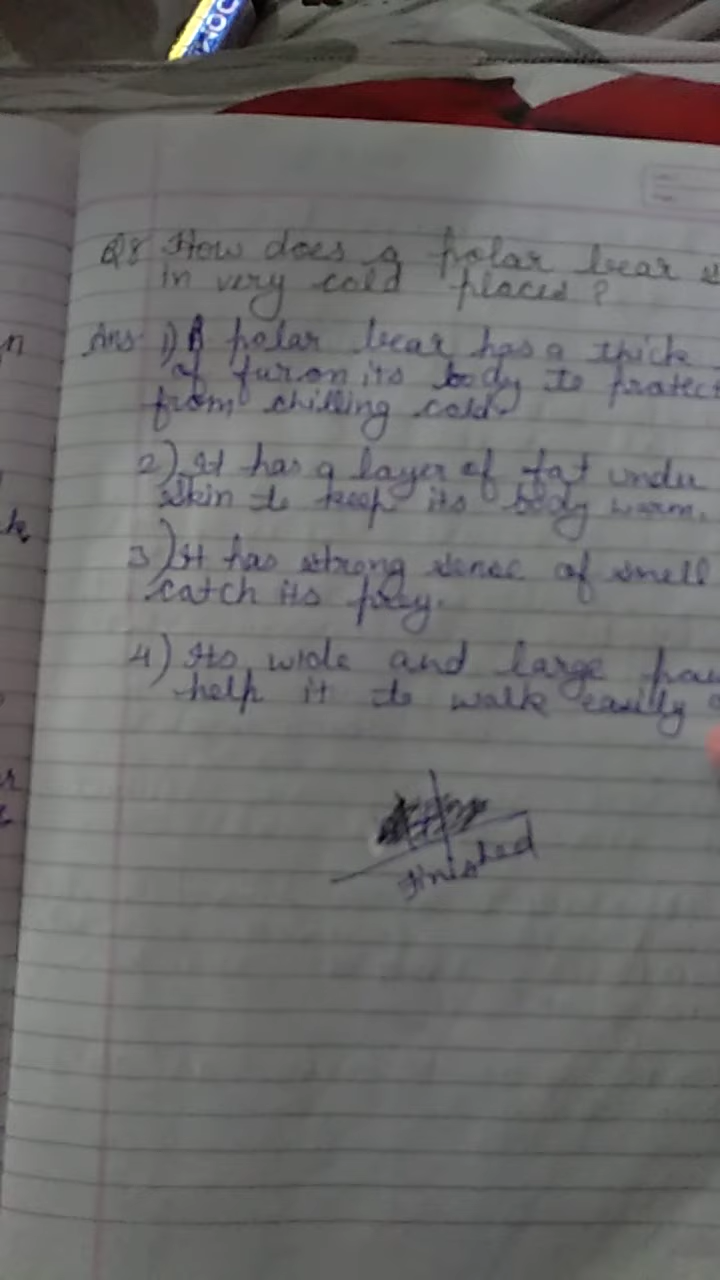 Q8 How does a polar bear
in very cold places?
Ans 1) A polar bear has a thick
of fur on its body to protect
from chilling cold.
2) It has a layer of fat under
skin to keep its body warm.
3) It has strong sense of smell
catch its prey.
4) Its wide and large
help it to walk easily
Finished